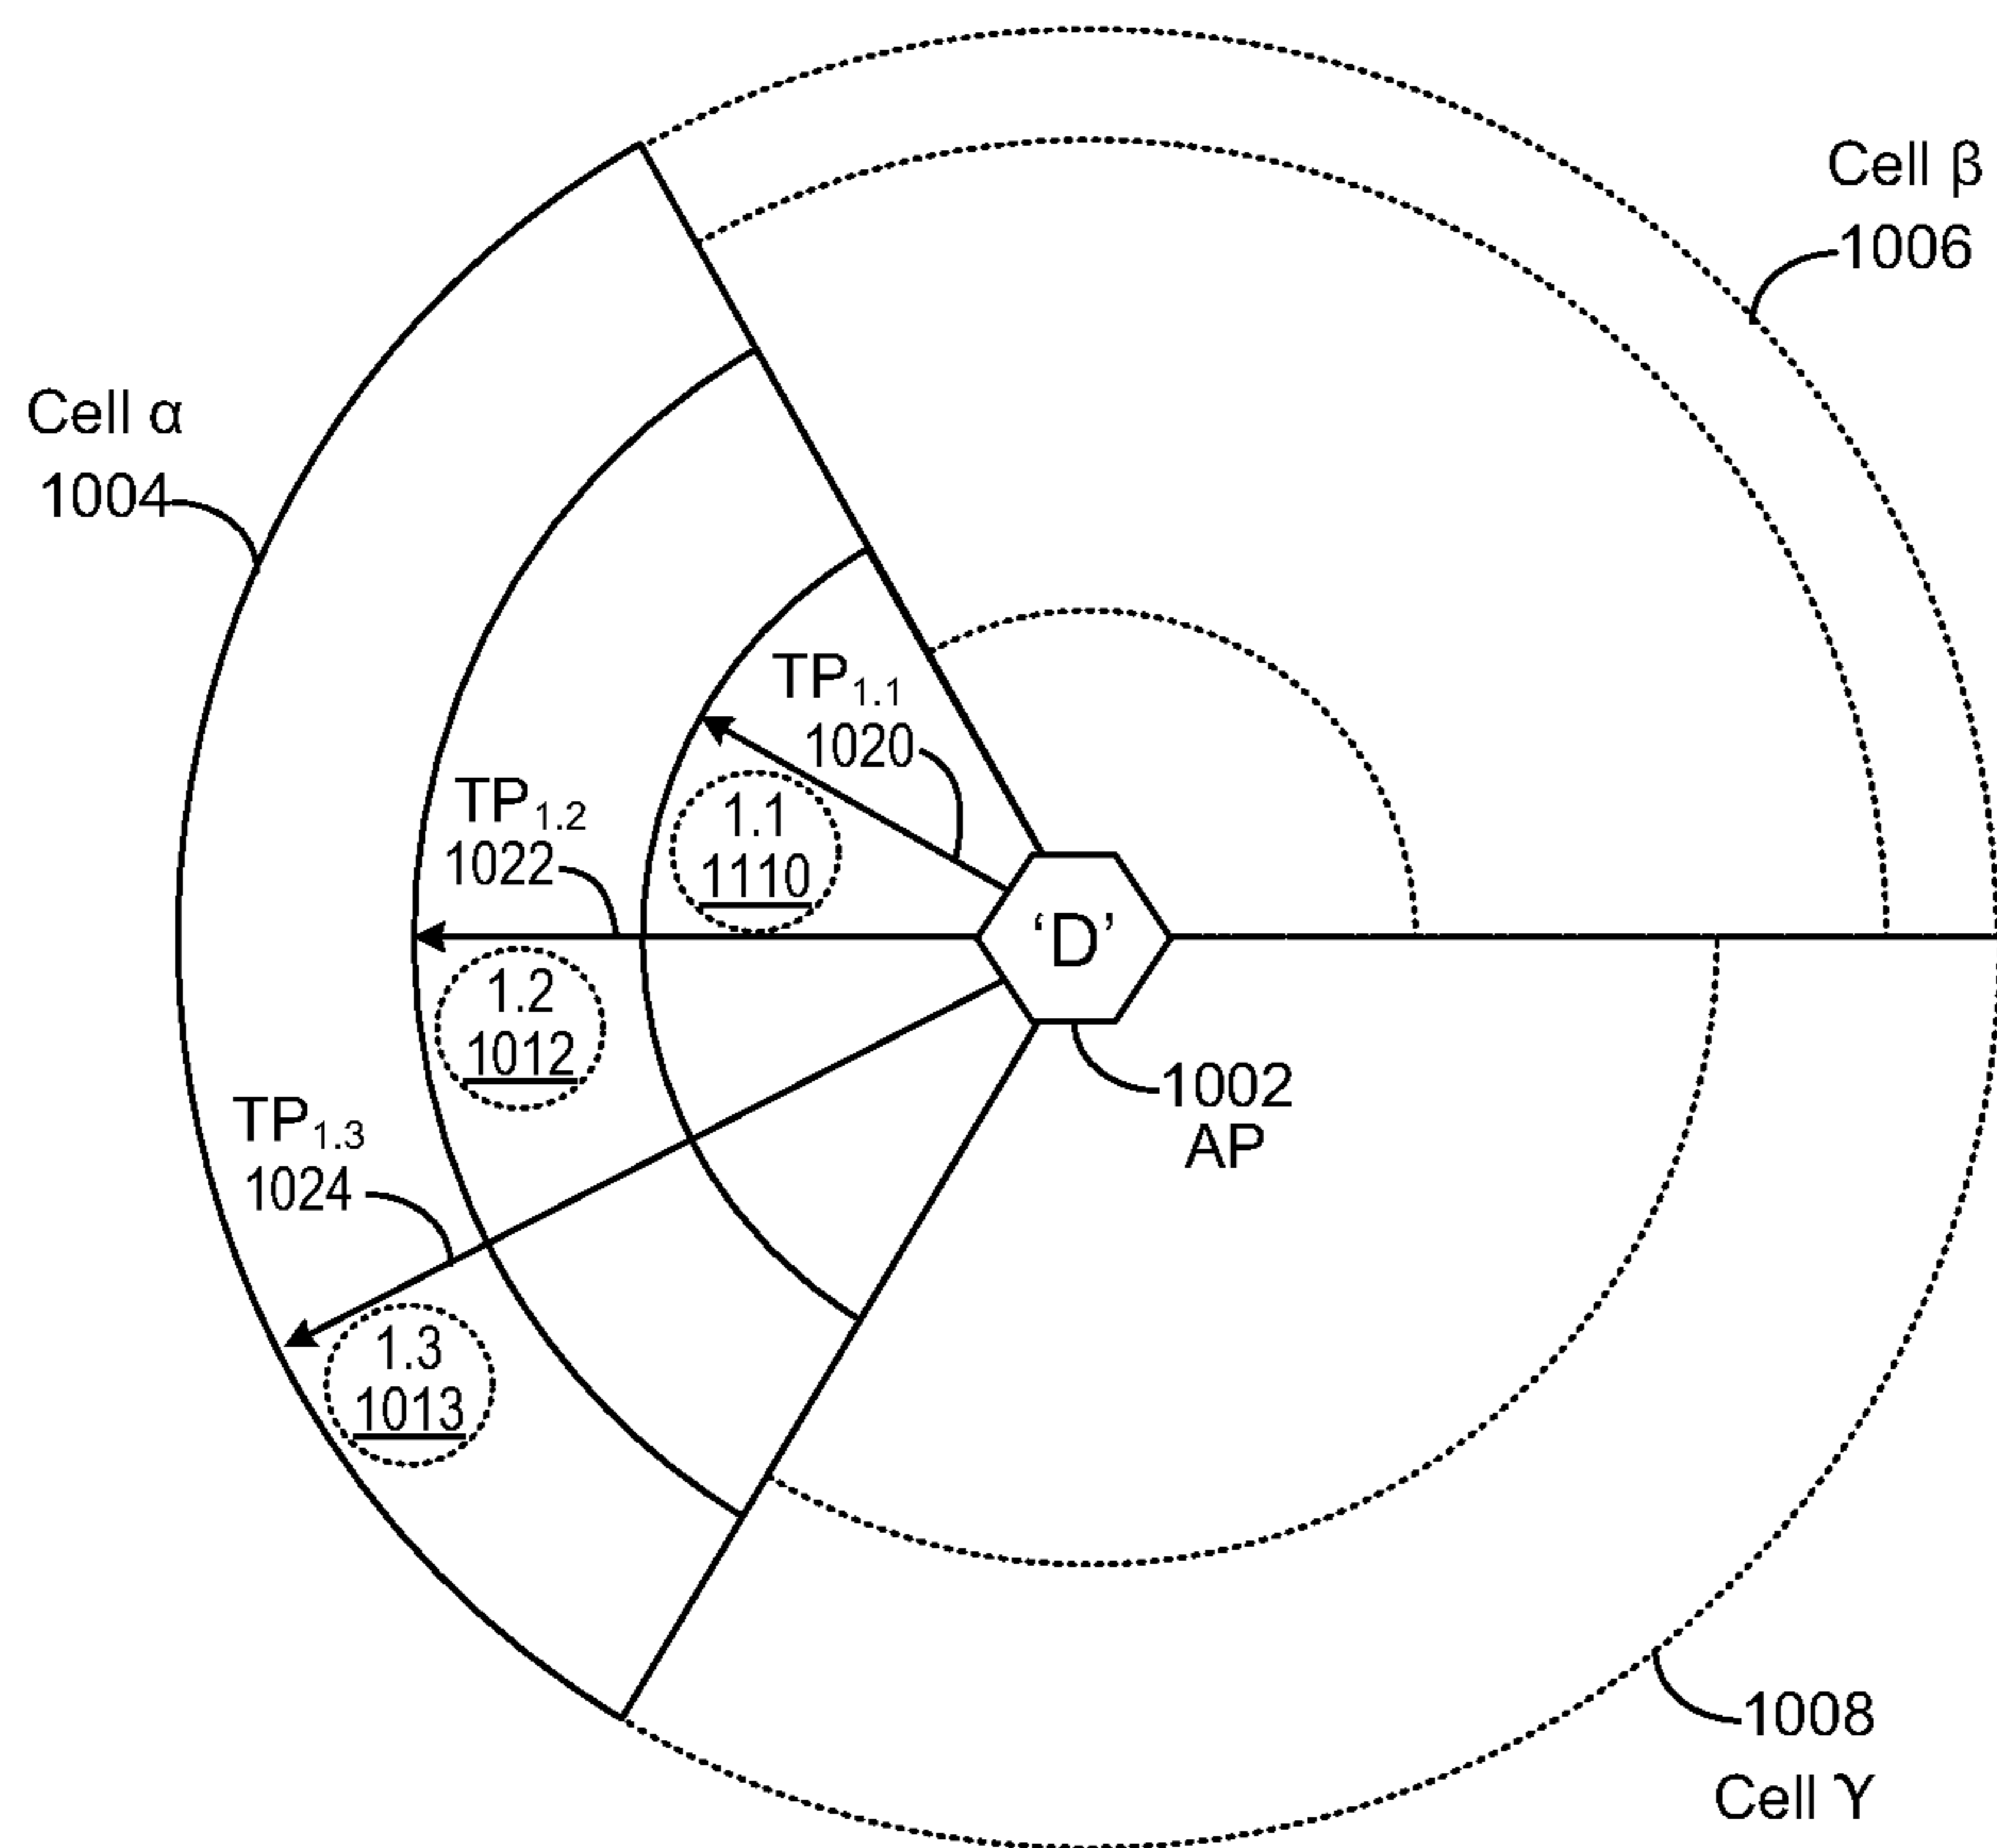 Cell β
1006
Cell α
1004
TP1.1
1020
TP1.2
1022
1.1
1110
'D'
1.2
1012
1002
AP
TP1.3
1024
1.3
1013
1008
Cell γ